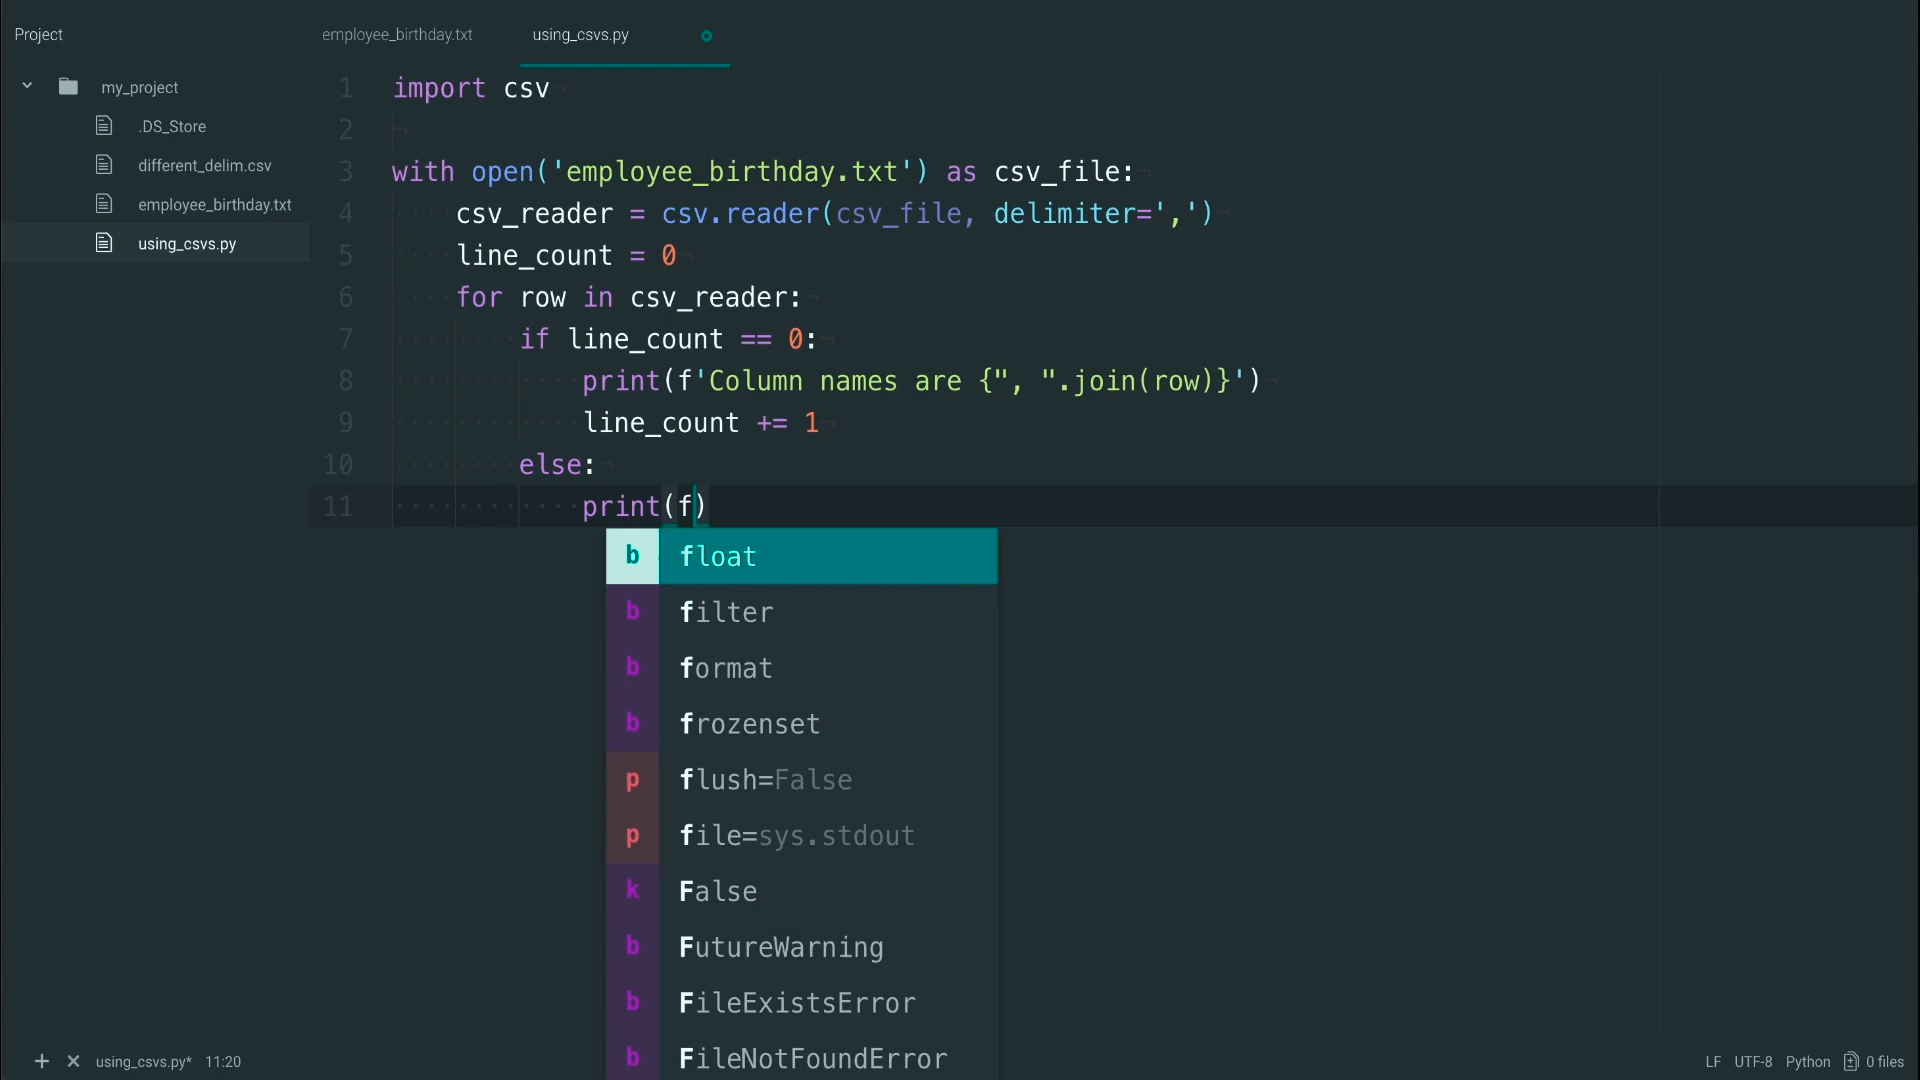 Project
my_project
.DS_Store
different_delim.csv
employee_birthday.txt
using_csvs.py
employee_birthday.txt
using_csvs.py
1 import csv
2
3 with open('employee_birthday.txt') as csv_file:
4 csv_reader = csv.reader(csv_file, delimiter=',')
5 line_count = 0
6 for row in csv_reader:
7 if line_count == 0:
8 print(f'Column names are {", ".join(row)}')
9 line_count += 1
10 else:
11 print(f)
b float
b filter
b format
b frozenset
p flush=False
p file=sys.stdout
k False
b FutureWarning
b FileExistsError
b FileNotFoundError
using_csvs.py* 11:20
LF UTF-8 Python 0 files